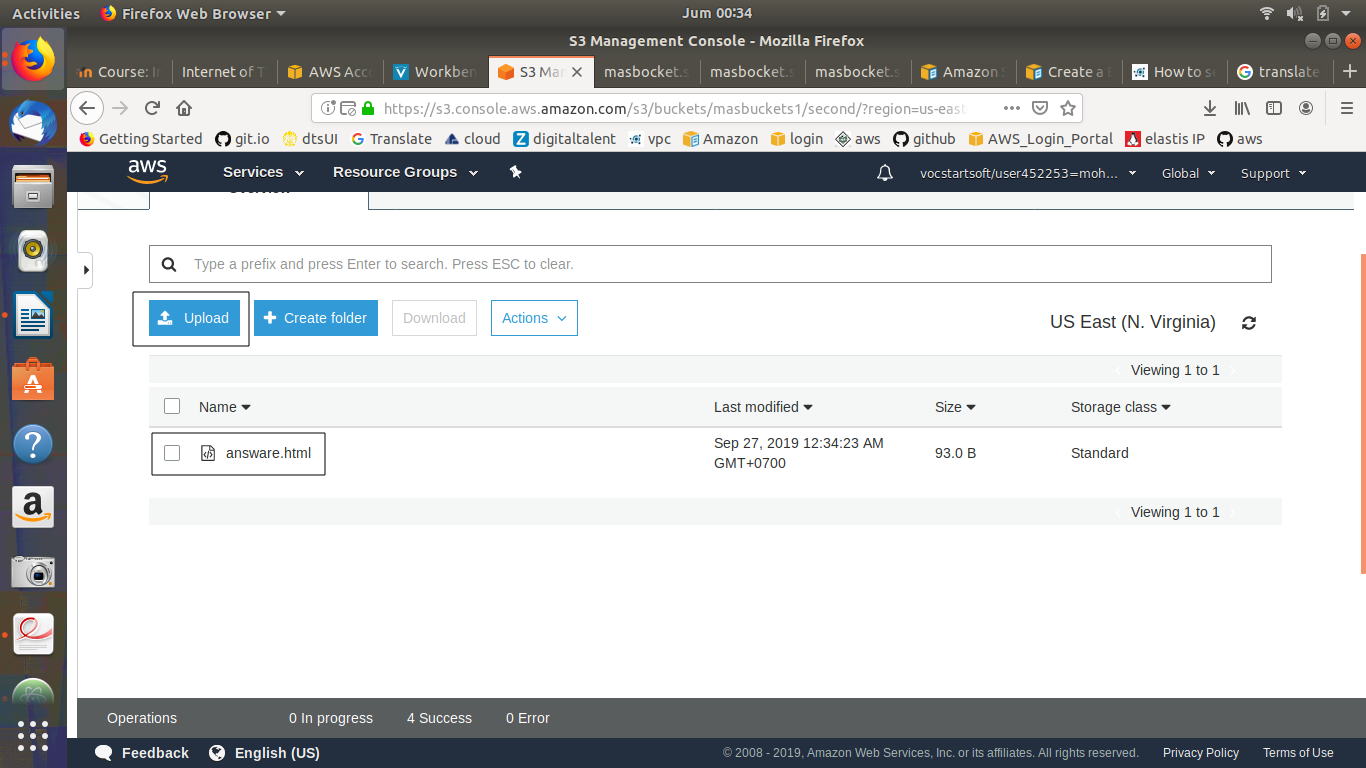 Activities Firefox Web Browser Jum 00:34
S3 Management Console - Mozilla Firefox
Course: I Internet of T AWS Acc Workben S3 Ma masbocket.s masbocket. masbocket.s Amazon Create a How to s translate
https://s3.console.aws.amazon.com/s3/buckets/masbuckets1/second/?region=us-east
Getting Started git.io dtsUI Translate cloud digitaltalent vpc Amazon login aws github AWS_Login_Portal elastis IP aws
aws Services Resource Groups vocstartsoft/user452253=moh... Global Support
Overview
Type a prefix and press Enter to search. Press ESC to clear.
Upload Create folder Download Actions US East (N. Virginia)
Viewing 1 to 1
Name Last modified Size Storage class
answare.html Sep 27, 2019 12:34:23 AM GMT+0700 93.0 B Standard
Viewing 1 to 1
Operations 0 In progress 4 Success 0 Error
Feedback English (US) © 2008 - 2019, Amazon Web Services, Inc. or its affiliates. All rights reserved. Privacy Policy Terms of Use